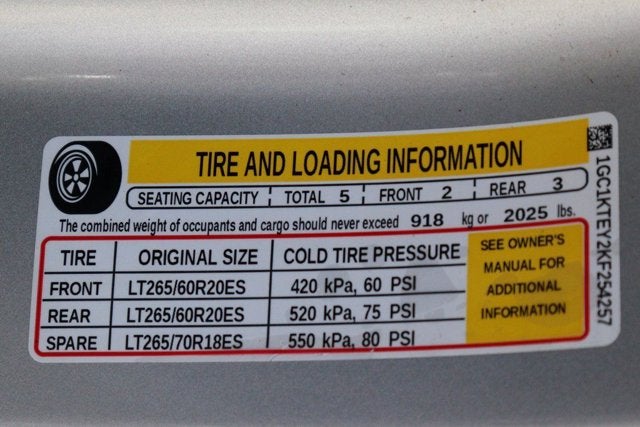 TIRE AND LOADING INFORMATION
SEATING CAPACITY TOTAL 5 FRONT 2 REAR 3
The combined weight of occupants and cargo should never exceed 918 kg or 2025 lbs.
TIRE ORIGINAL SIZE COLD TIRE PRESSURE
FRONT LT265/60R20ES 420 kPa, 60 PSI
REAR LT265/60R20ES 520 kPa, 75 PSI
SPARE LT265/70R18ES 550 kPa, 80 PSI
SEE OWNER'S
MANUAL FOR
ADDITIONAL
INFORMATION
1GC1KTEY2KF254257